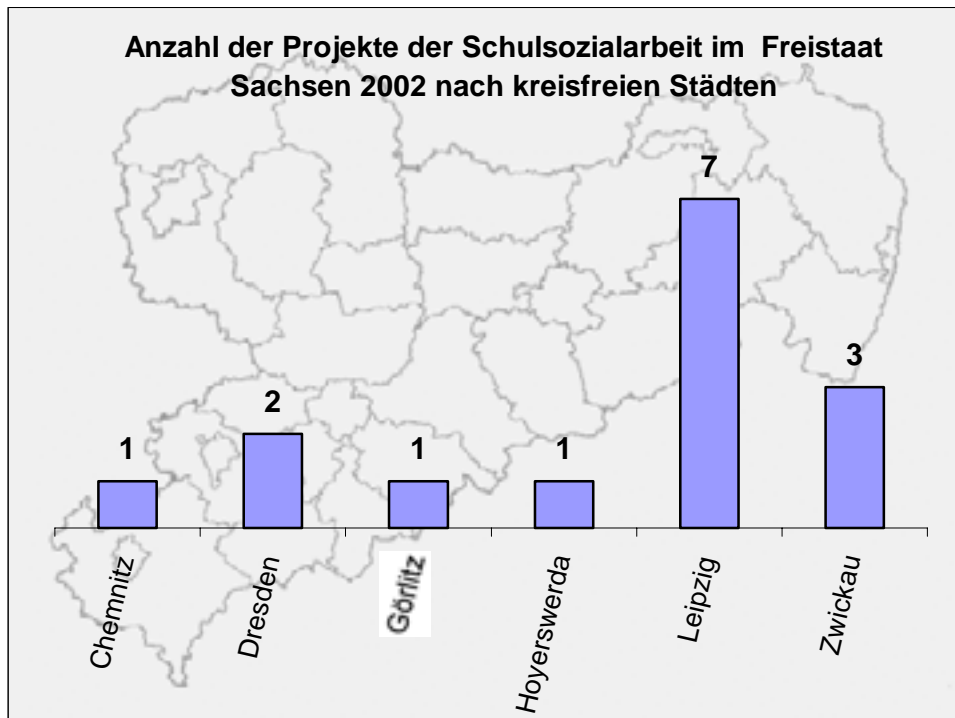 Anzahl der Projekte der Schulsozialarbeit im Freistaat
Sachsen 2002 nach kreisfreien Städten
7
3
2
1
1
1
Chemnitz
Dresden
Görlitz
Hoyerswerda
Leipzig
Zwickau